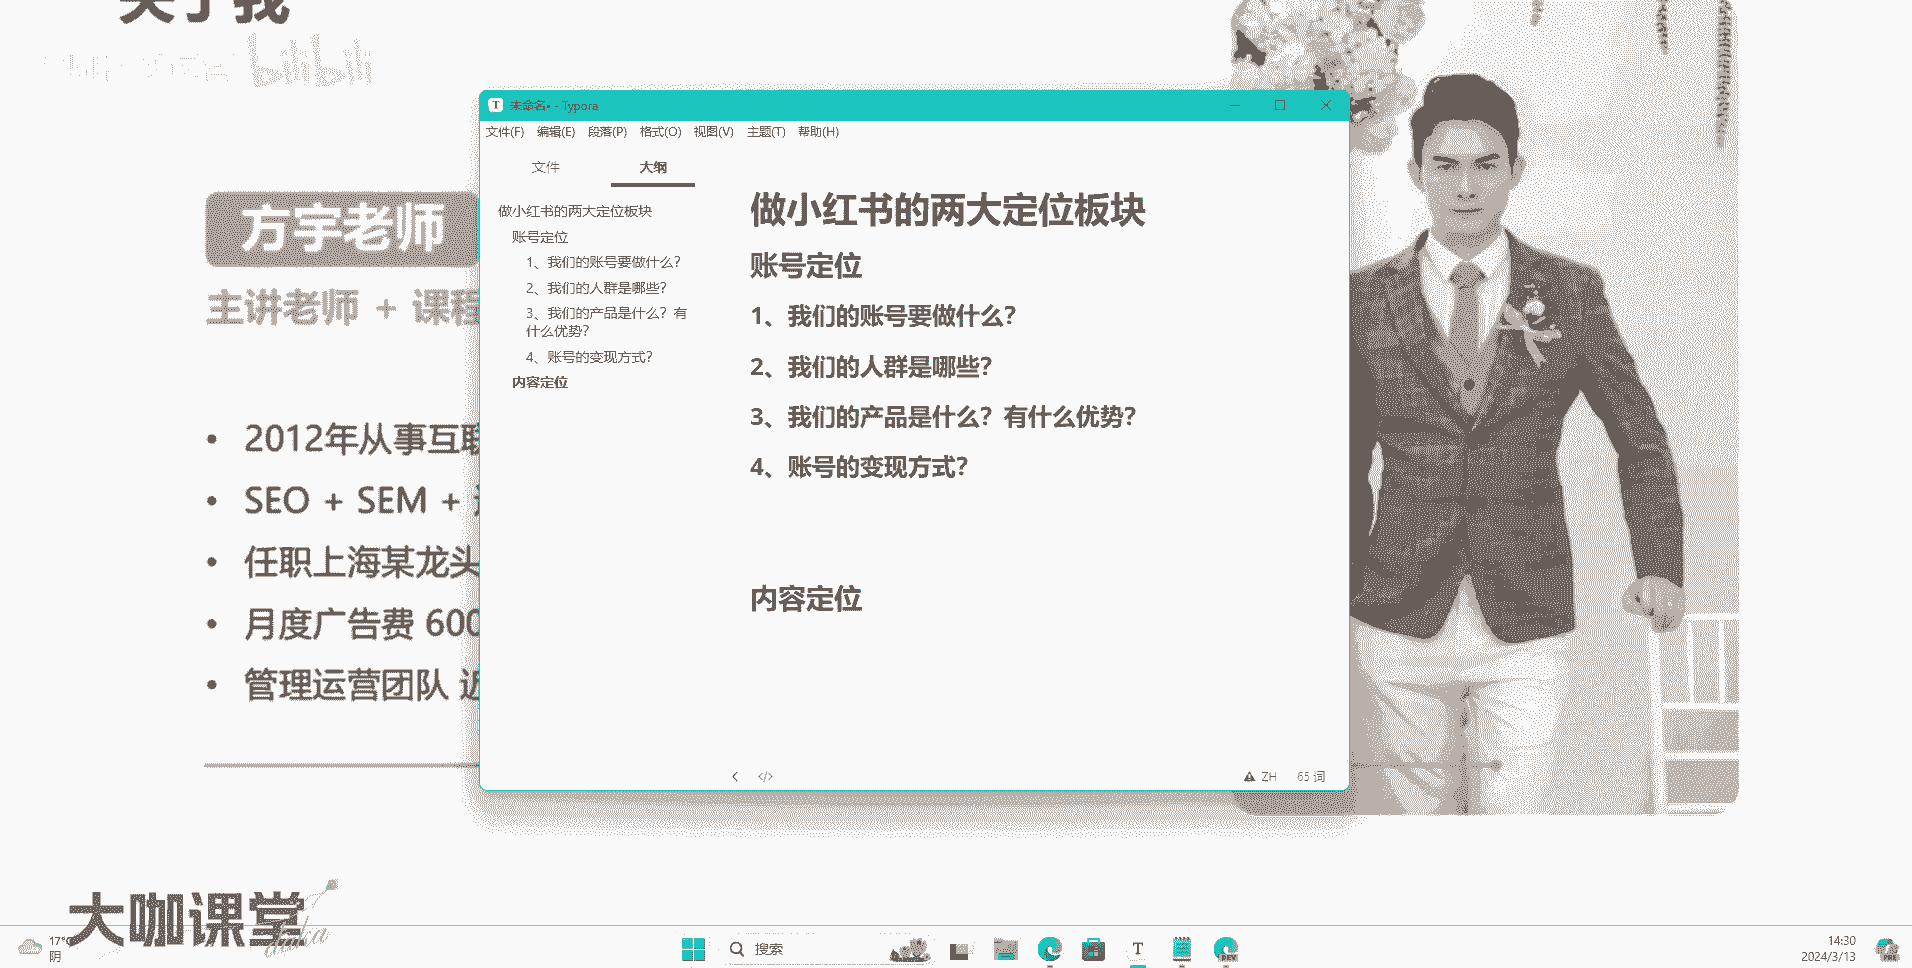 关于我
bilibili
方宇老师
主讲老师 + 课程
2012年从事互联
SEO + SEM +
任职上海某龙头
月度广告费 600
管理运营团队 近
未命名• - Typora
文件(F) 编辑(E) 段落(P) 格式(O) 视图(V) 主题(T) 帮助(H)
文件 大纲
做小红书的两大定位板块
账号定位
1、我们的账号要做什么？
2、我们的人群是哪些？
3、我们的产品是什么？有
什么优势？
4、账号的变现方式？
内容定位
做小红书的两大定位板块
账号定位
1、我们的账号要做什么？
2、我们的人群是哪些？
3、我们的产品是什么？有什么优势？
4、账号的变现方式？
内容定位
ZH 65 词
大咖课堂
daka
17°C
阴
搜索
T
DEV
14:30
2024/3/13
PRE